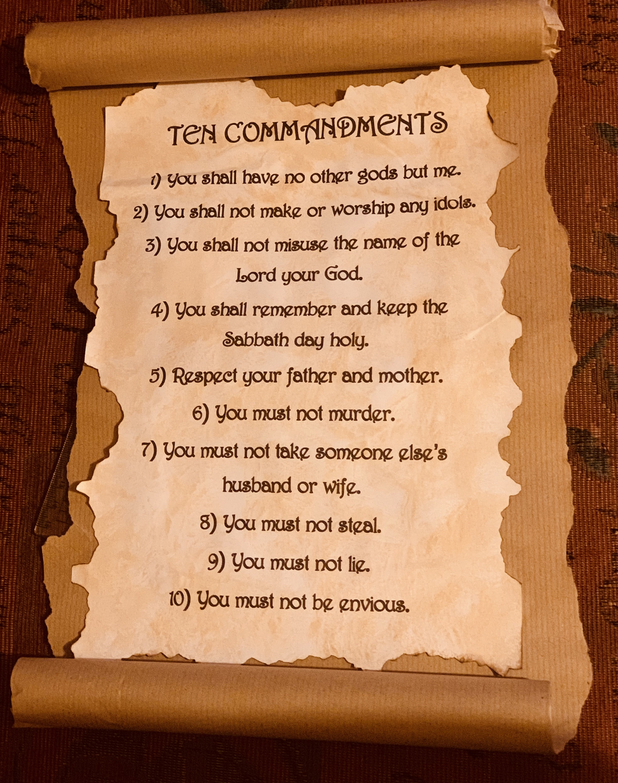 TEN COMMANDMENTS
1) You shall have no other gods but me.
2) You shall not make or worship any idols.
3) You shall not misuse the name of the
Lord your God.
4) You shall remember and keep the
Sabbath day holy.
5) Respect your father and mother.
6) You must not murder.
7) You must not take someone else's
husband or wife.
8) You must not steal.
9) You must not lie.
10) You must not be envious.